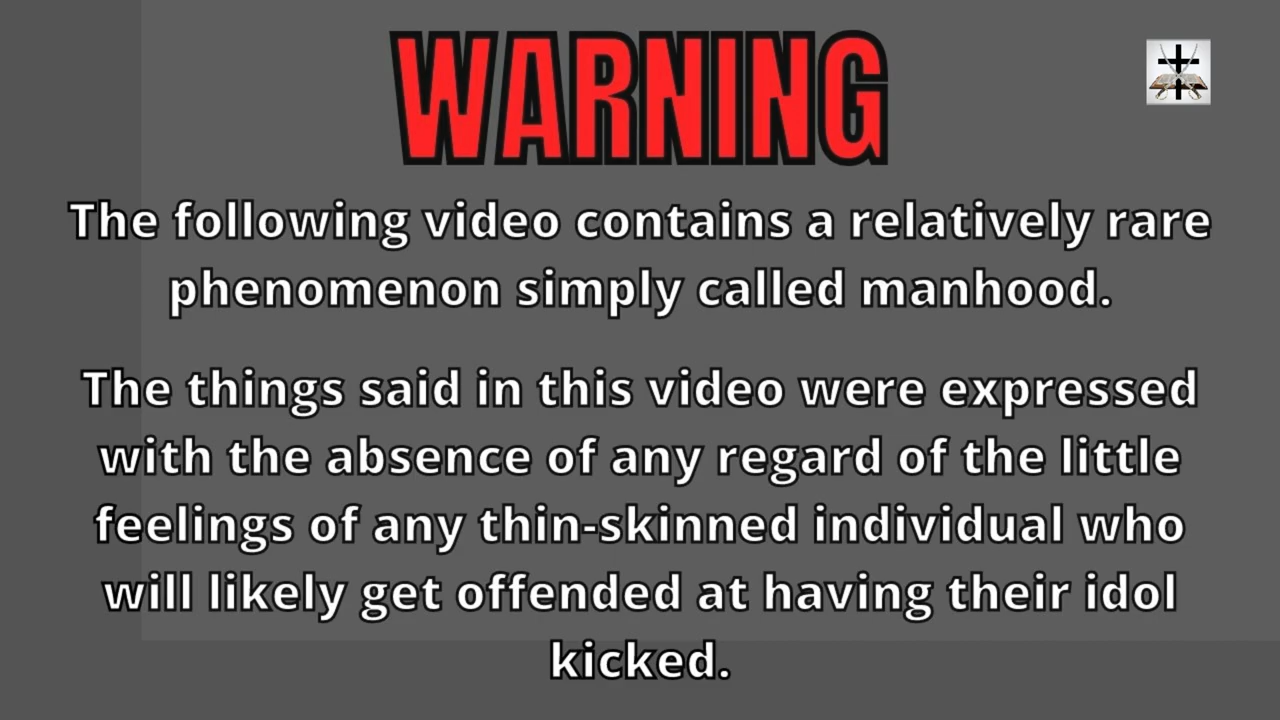 WARNING
The following video contains a relatively rare
phenomenon simply called manhood.
The things said in this video were expressed
with the absence of any regard of the little
feelings of any thin-skinned individual who
will likely get offended at having their idol
kicked.